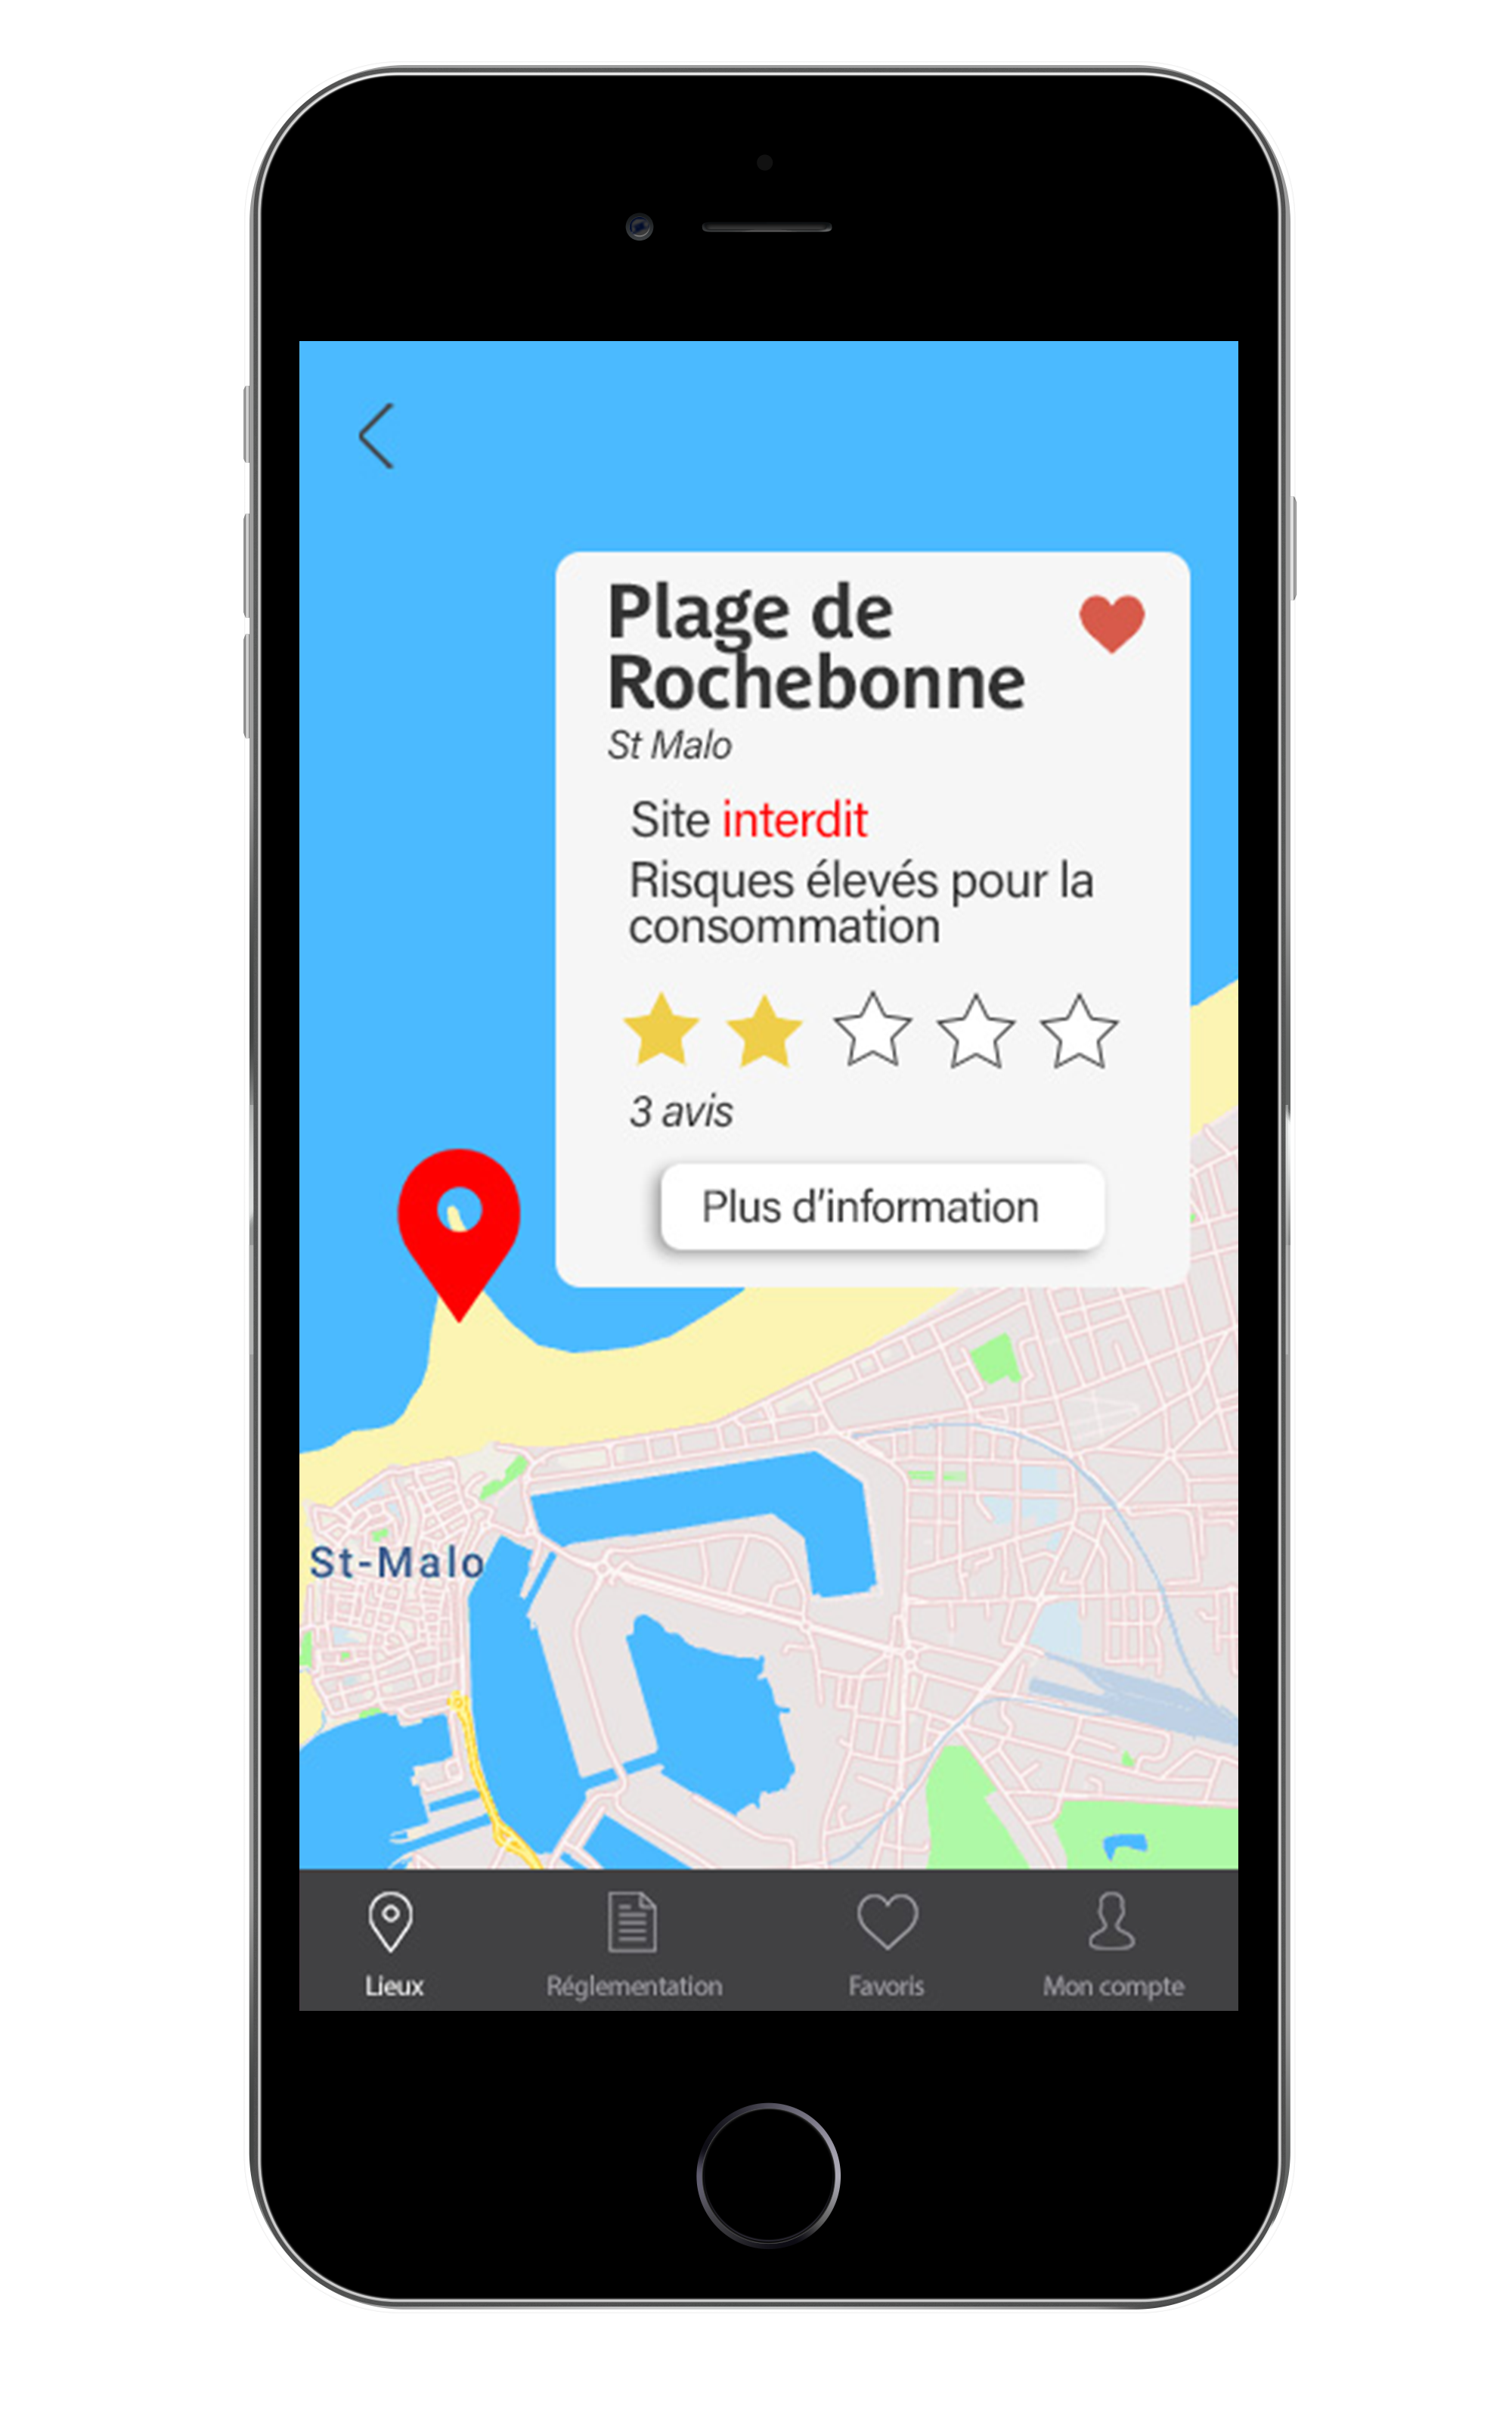 Plage de
Rochebonne
St Malo
Site interdit
Risques élevés pour la
consommation
3 avis
Plus d'information
St-Malo
Lieux
Réglementation
Favoris
Mon compte